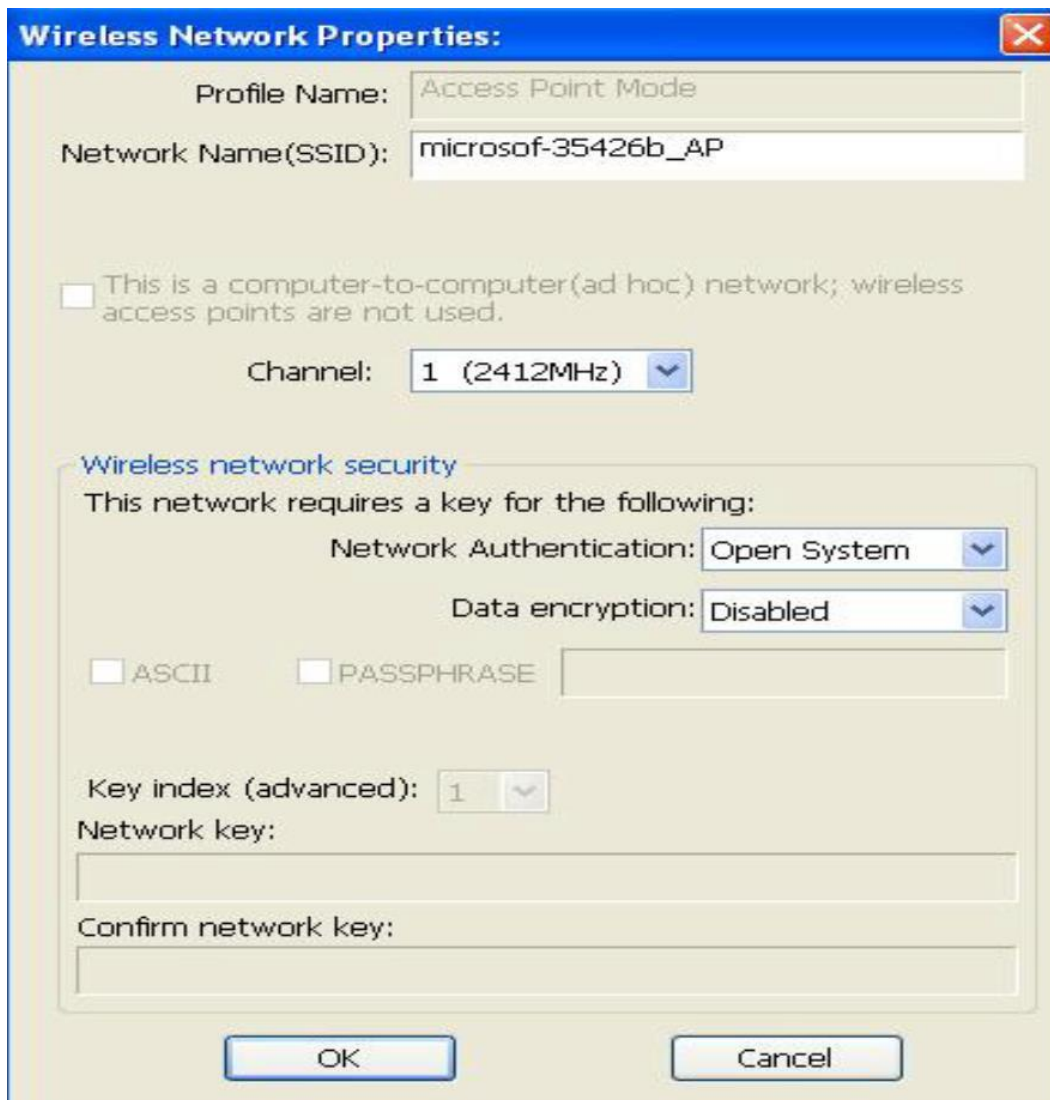 Wireless Network Properties:
Profile Name: Access Point Mode
Network Name(SSID): microsof-35426b_AP
This is a computer-to-computer(ad hoc) network; wireless
access points are not used.
Channel: 1 (2412MHz)
Wireless network security
This network requires a key for the following:
Network Authentication: Open System
Data encryption: Disabled
ASCII PASSPHRASE
Key index (advanced): 1
Network key:
Confirm network key:
OK Cancel